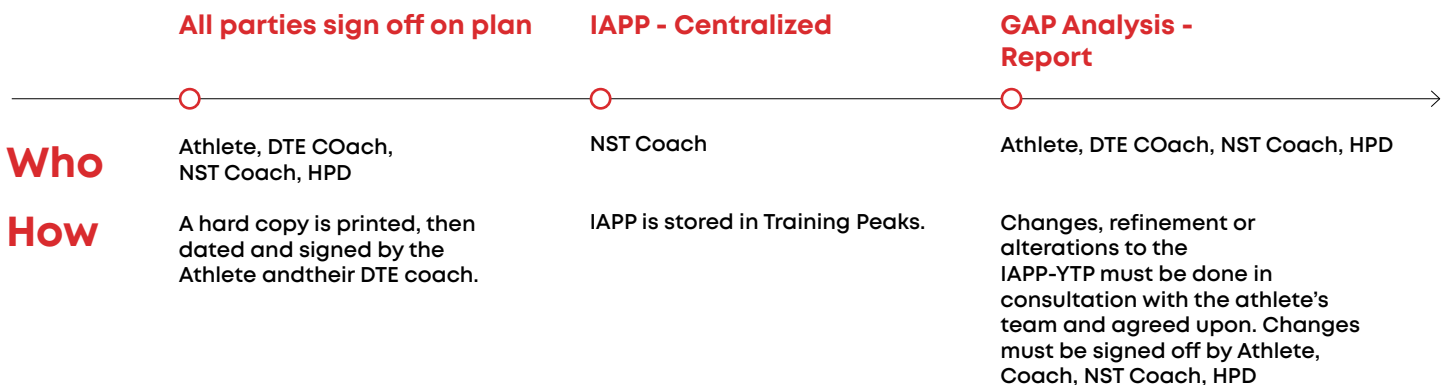 All parties sign off on plan
IAPP - Centralized
GAP Analysis -
Report
Who
Athlete, DTE COach,
NST Coach, HPD
NST Coach
Athlete, DTE COach, NST Coach, HPD
How
A hard copy is printed, then
dated and signed by the
Athlete andtheir DTE coach.
IAPP is stored in Training Peaks.
Changes, refinement or
alterations to the
IAPP-YTP must be done in
consultation with the athlete’s
team and agreed upon. Changes
must be signed off by Athlete,
Coach, NST Coach, HPD